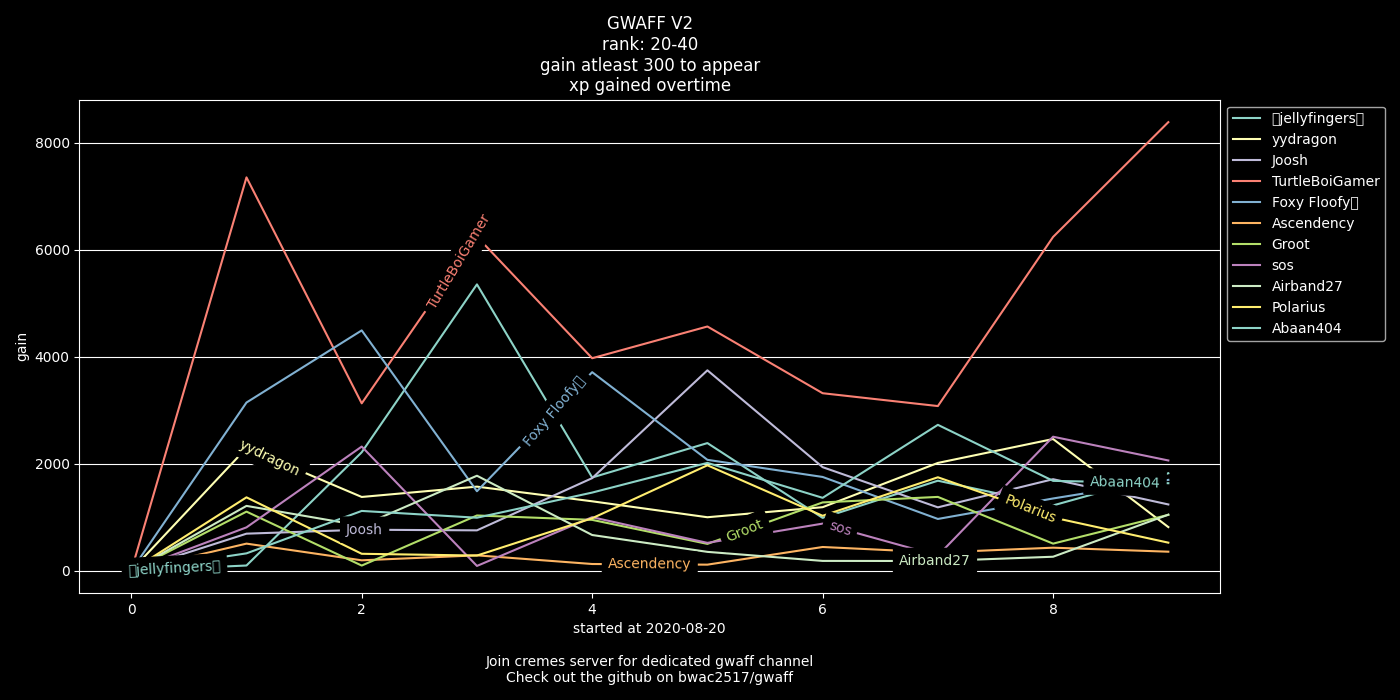 GWAFF V2
rank: 20-40
gain atleast 300 to appear
xp gained overtime
jellyfingers
yydragon
Joosh
TurtleBoiGamer
Foxy Floofy
Ascendency
Groot
sos
Airband27
Polarius
Abaan404
8000
6000
4000
2000
0
gain
TurtleBoiGamer
Foxy Floofy
yydragon
Joosh
jellyfingers
Ascendency
Groot
sos
Airband27
Polarius
Abaan404
0 2 4 6 8
started at 2020-08-20
Join cremes server for dedicated gwaff channel
Check out the github on bwac2517/gwaff